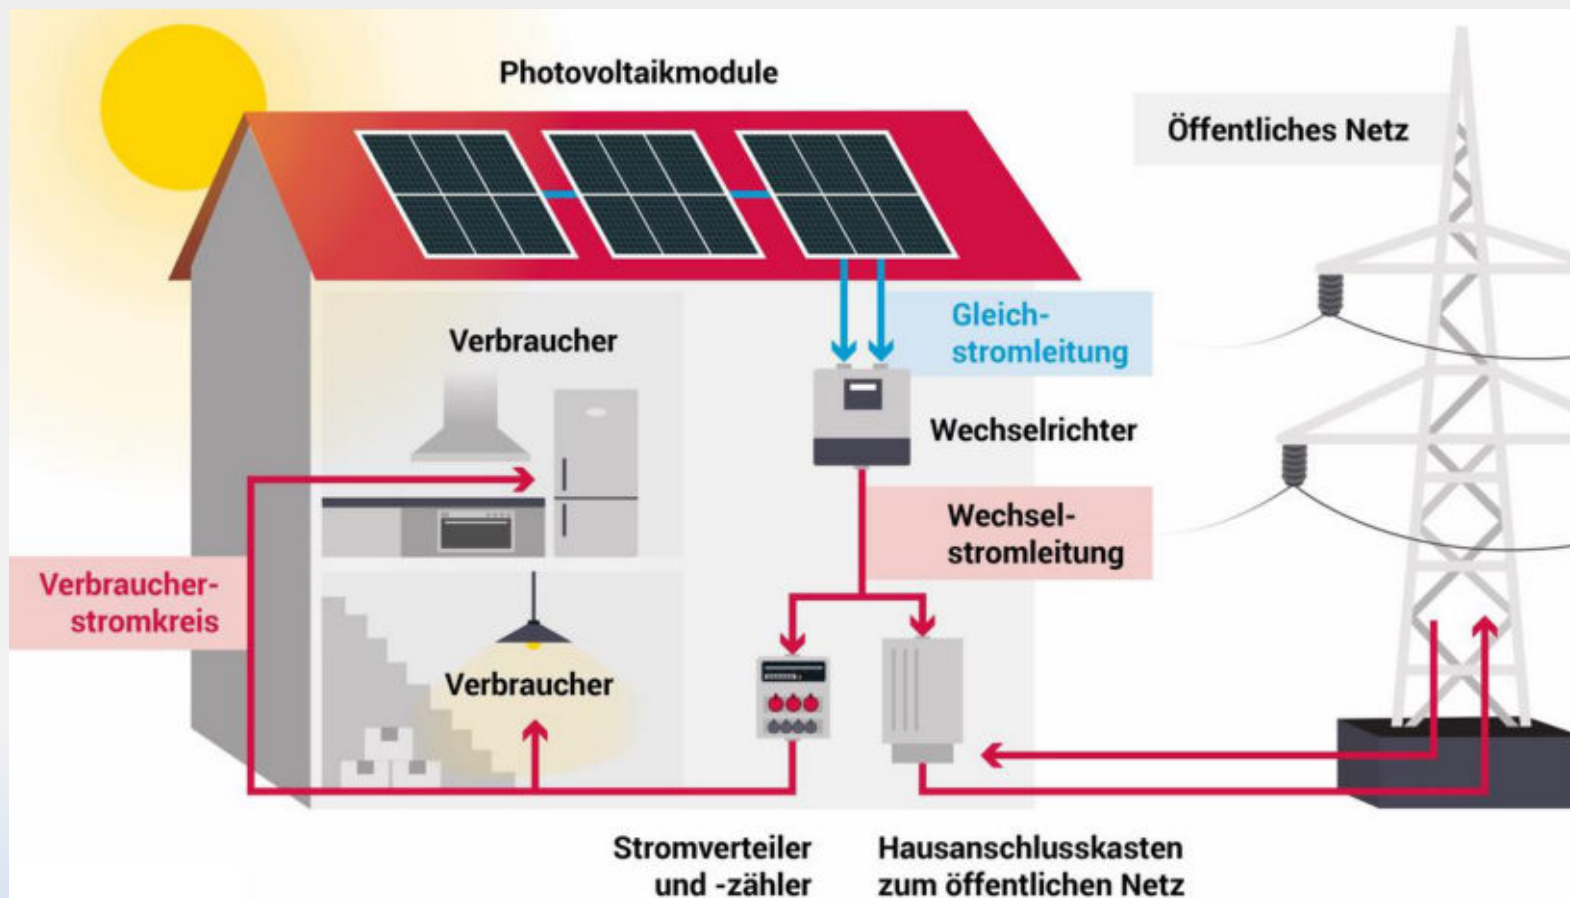 Photovoltaikmodule
Öffentliches Netz
Gleich-
stromleitung
Verbraucher
Wechselrichter
Wechsel-
stromleitung
Verbraucher-
stromkreis
Verbraucher
Stromverteiler
und -zähler
Hausanschlusskasten
zum öffentlichen Netz